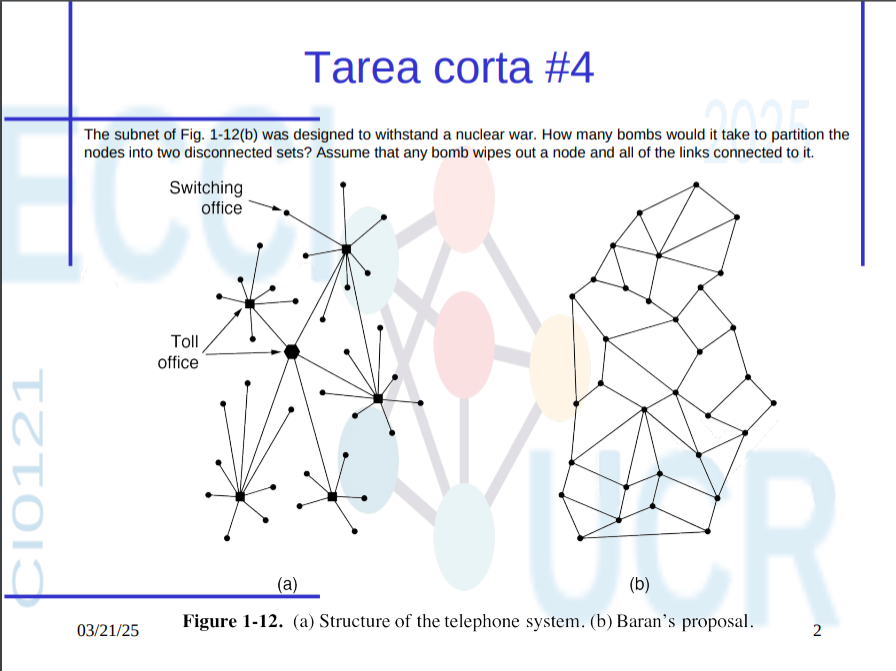 Tarea corta #4
ECCI
2025
The subnet of Fig. 1-12(b) was designed to withstand a nuclear war. How many bombs would it take to partition the
nodes into two disconnected sets? Assume that any bomb wipes out a node and all of the links connected to it.
Switching
office
Toll
office
CI0121
UCR
(a)
(b)
Figure 1-12. (a) Structure of the telephone system. (b) Baran's proposal.
03/21/25
2